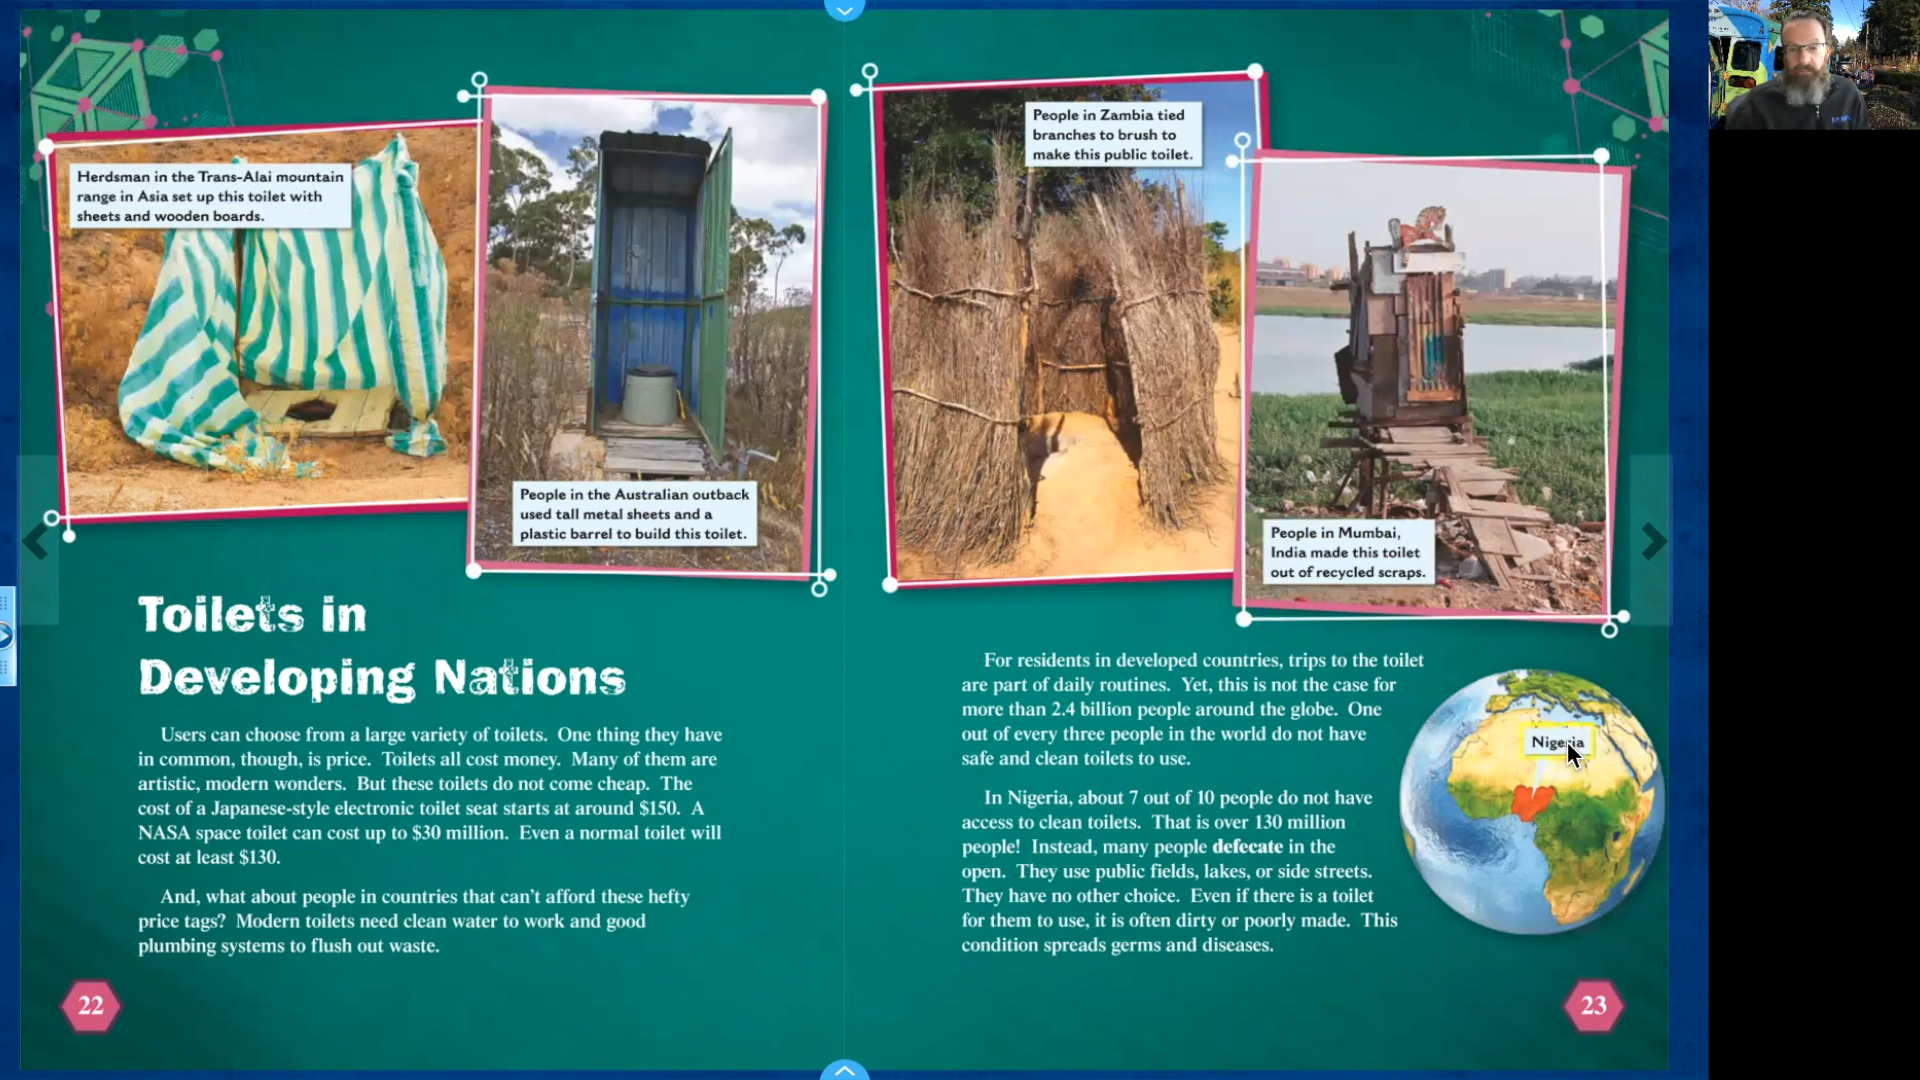 Herdsman in the Trans-Alai mountain
range in Asia set up this toilet with
sheets and wooden boards.
People in the Australian outback
used tall metal sheets and a
plastic barrel to build this toilet.
People in Zambia tied
branches to brush to
make this public toilet.
People in Mumbai,
India made this toilet
out of recycled scraps.
Toilets in
Developing Nations
Users can choose from a large variety of toilets. One thing they have
in common, though, is price. Toilets all cost money. Many of them are
artistic, modern wonders. But these toilets do not come cheap. The
cost of a Japanese-style electronic toilet seat starts at around $150. A
NASA space toilet can cost up to $30 million. Even a normal toilet will
cost at least $130.
And, what about people in countries that can't afford these hefty
price tags? Modern toilets need clean water to work and good
plumbing systems to flush out waste.
22
For residents in developed countries, trips to the toilet
are part of daily routines. Yet, this is not the case for
more than 2.4 billion people around the globe. One
out of every three people in the world do not have
safe and clean toilets to use.
In Nigeria, about 7 out of 10 people do not have
access to clean toilets. That is over 130 million
people! Instead, many people defecate in the
open. They use public fields, lakes, or side streets.
They have no other choice. Even if there is a toilet
for them to use, it is often dirty or poorly made. This
condition spreads germs and diseases.
Nigeria
23